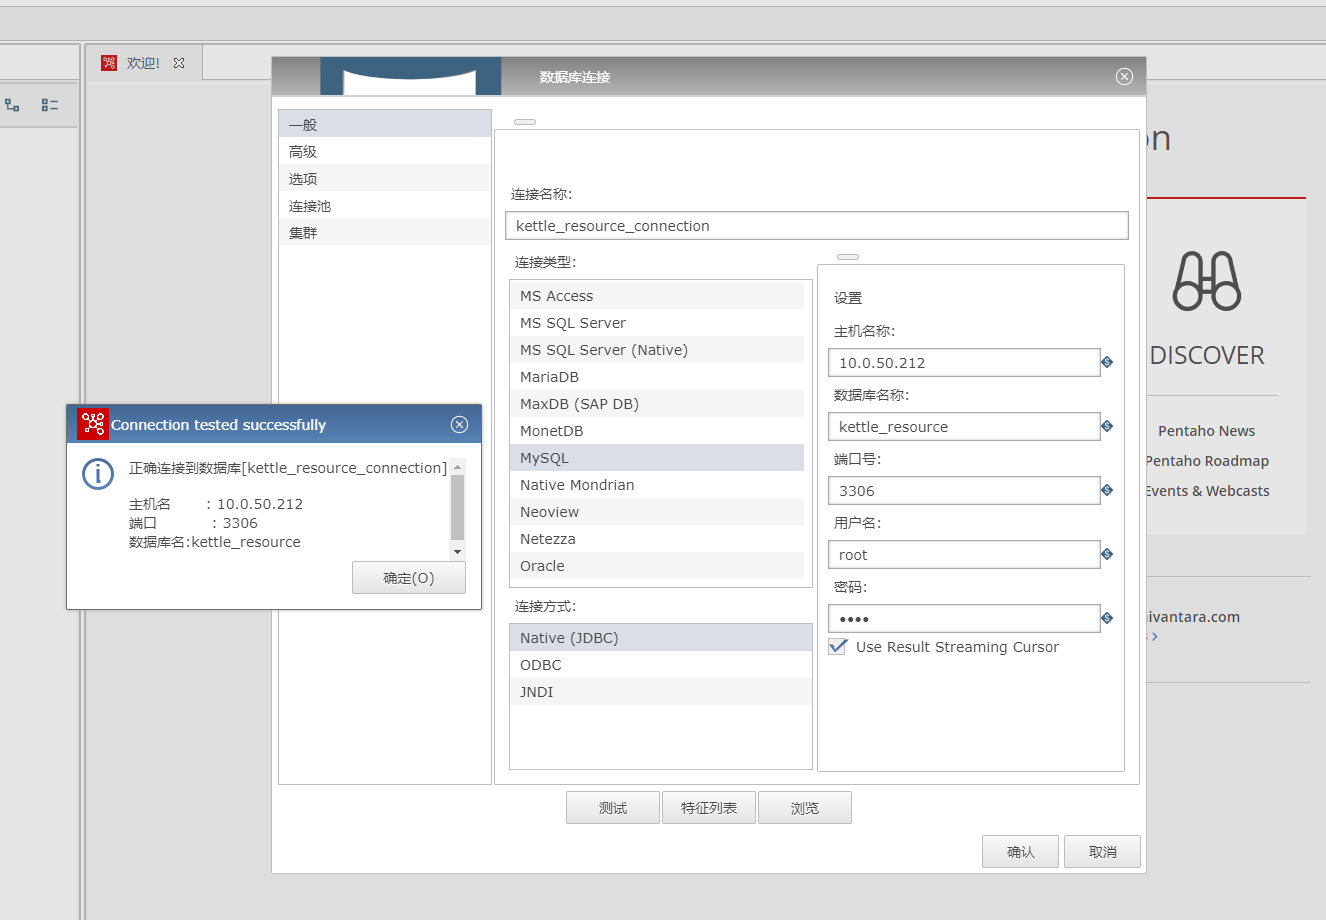 欢迎!
数据库连接
一般
高级
选项
连接池
集群
连接名称:
kettle_resource_connection
连接类型:
MS Access
MS SQL Server
MS SQL Server (Native)
MariaDB
MaxDB (SAP DB)
MonetDB
MySQL
Native Mondrian
Neoview
Netezza
Oracle
连接方式:
Native (JDBC)
ODBC
JNDI
设置
主机名称:
10.0.50.212
数据库名称:
kettle_resource
端口号:
3306
用户名:
root
密码:
••••
Use Result Streaming Cursor
测试
特征列表
浏览
确认
取消
Connection tested successfully
正确连接到数据库[kettle_resource_connection]
主机名 : 10.0.50.212
端口 : 3306
数据库名:kettle_resource
确定(O)
DISCOVER
Pentaho News
Pentaho Roadmap
Events & Webcasts
ivantara.com